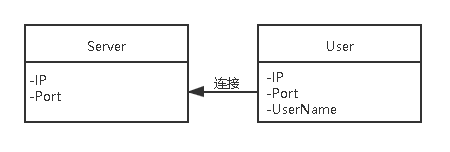 Server
-IP
-Port
连接
User
-IP
-Port
-UserName